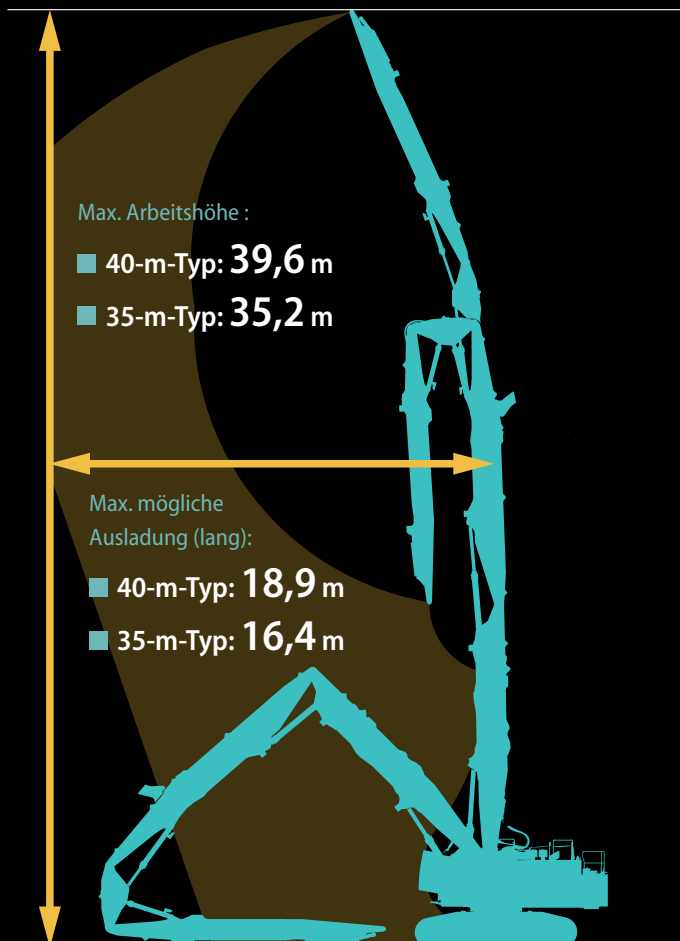 Max. Arbeitshöhe :
40-m-Typ: 39,6 m
35-m-Typ: 35,2 m
Max. mögliche
Ausladung (lang):
40-m-Typ: 18,9 m
35-m-Typ: 16,4 m